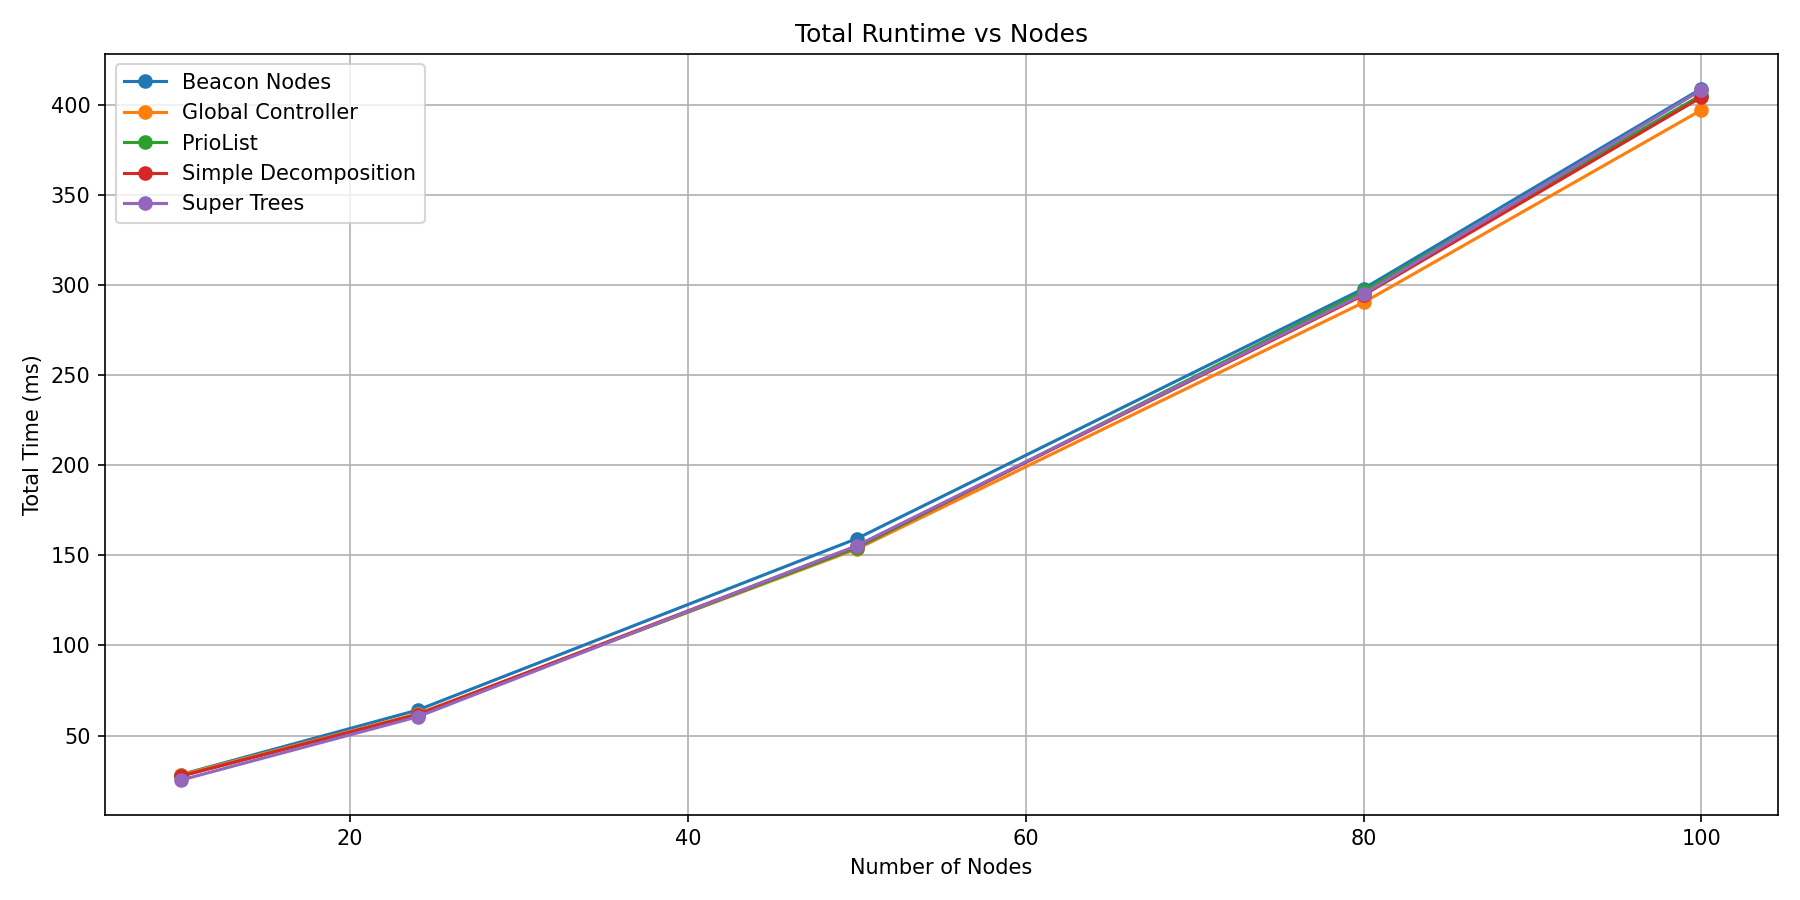 Total Runtime vs Nodes
Beacon Nodes
Global Controller
PrioList
Simple Decomposition
Super Trees
400
350
300
250
200
150
100
50
Total Time (ms)
20
40
60
80
100
Number of Nodes